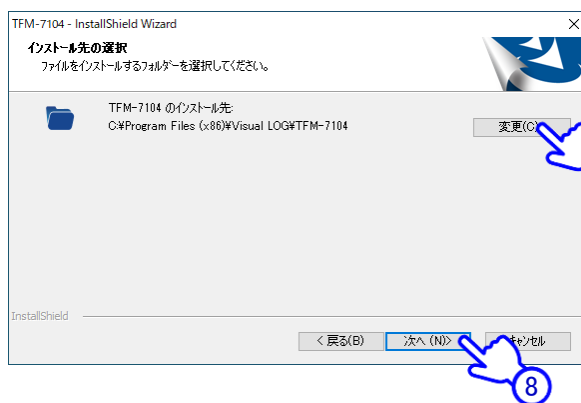 TFM-7104 - InstallShield Wizard
インストール先の選択
ファイルをインストールするフォルダーを選択してください。
TFM-7104 のインストール先:
C:¥Program Files (x86)¥Visual LOG¥TFM-7104
変更(C)
InstallShield
< 戻る(B)
次へ (N)>
キャンセル
8